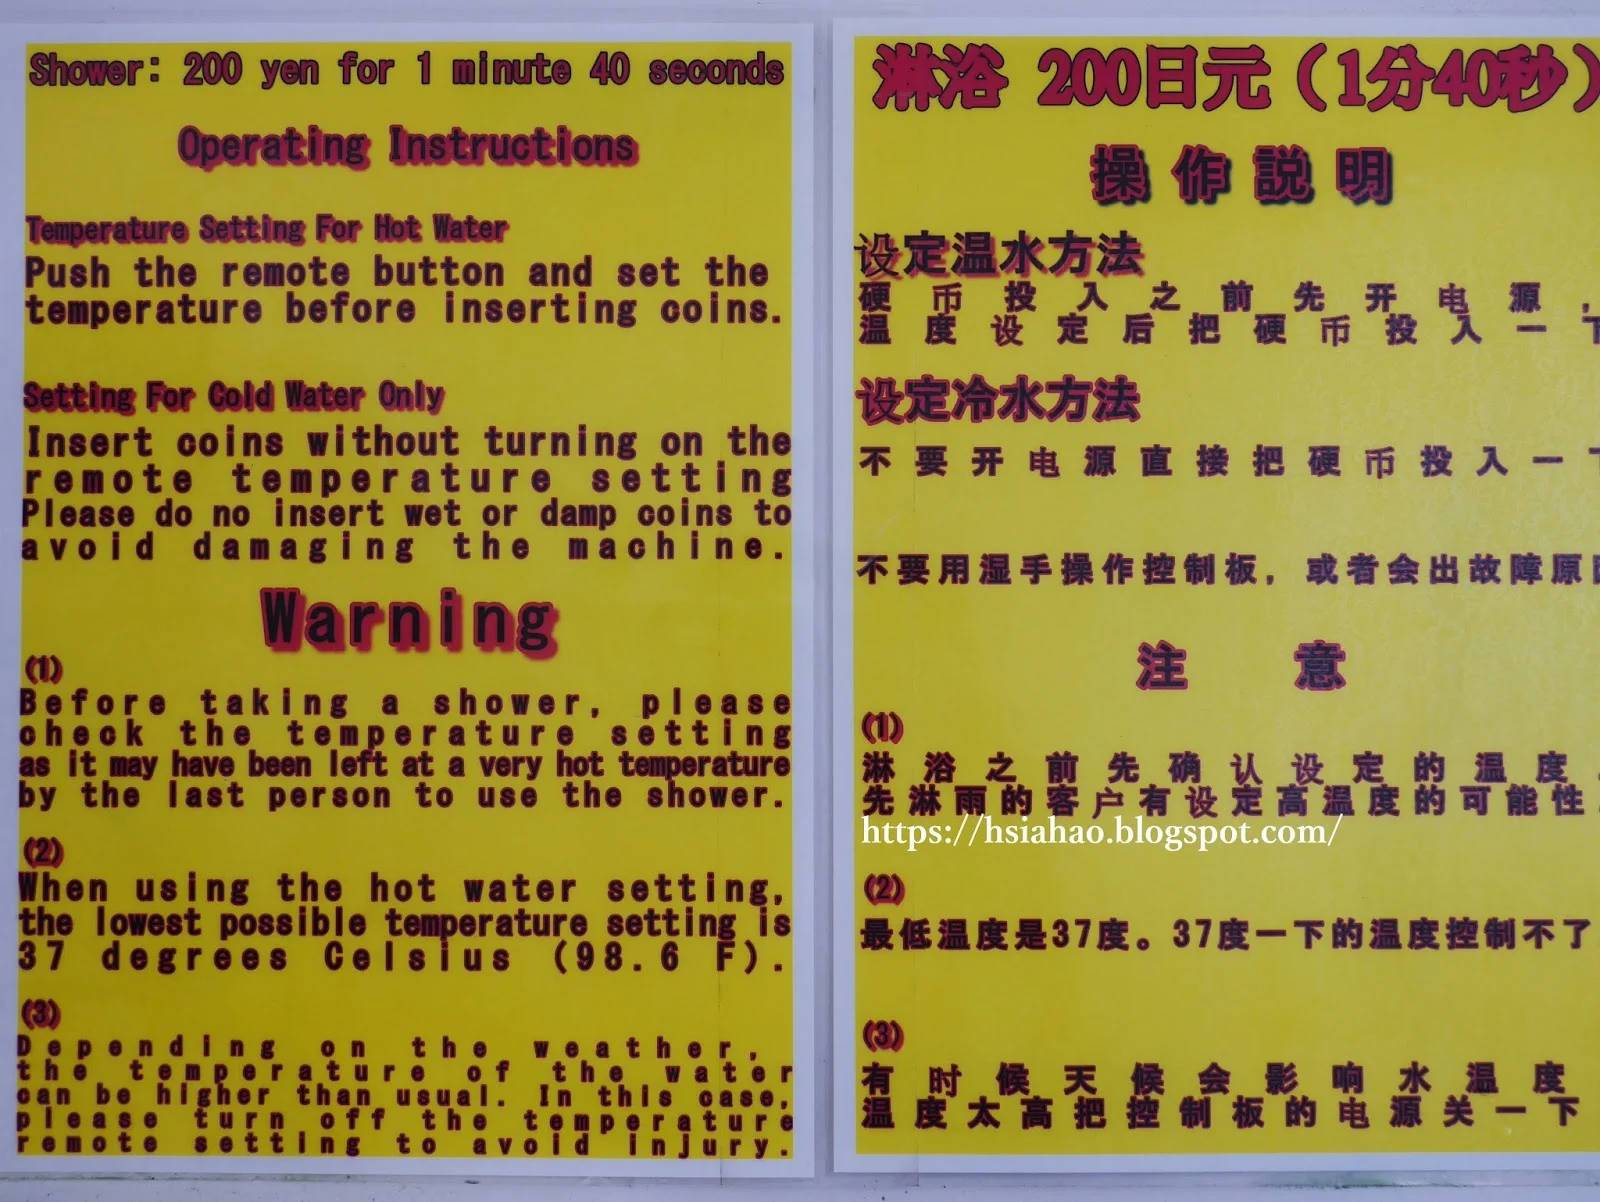 Shower: 200 yen for 1 minute 40 seconds
Operating Instructions
Temperature Setting For Hot Water
Push the remote button and set the
temperature before inserting coins.
Setting For Cold Water Only
Insert coins without turning on the
remote temperature setting
Please do no insert wet or damp coins to
avoid damaging the machine.
Warning
(1)
Before taking a shower, please
check the temperature setting
as it may have been left at a very hot temperature
by the last person to use the shower.
(2)
When using the hot water setting,
the lowest possible temperature setting is
37 degrees Celsius (98.6 F).
(3)
Depending on the weather,
the temperature of the water
can be higher than usual. In this case,
please turn off the temperature
remote setting to avoid injury.
淋浴 200日元（1分40秒）
操作説明
设定温水方法
硬币投入之前先开电源，
温度设定后把硬币投入一
设定冷水方法
不要开电源直接把硬币投入一
不要用湿手操作控制板，或者会出故障原
注意
(1)
淋浴之前先确认设定的温度
先淋雨的客户有设定高温度的可能性
https://hsiahao.blogspot.com/
(2)
最低温度是37度。37度一下的温度控制不了
(3)
有时候天候会影响水温度
温度太高把控制板的电源关一下